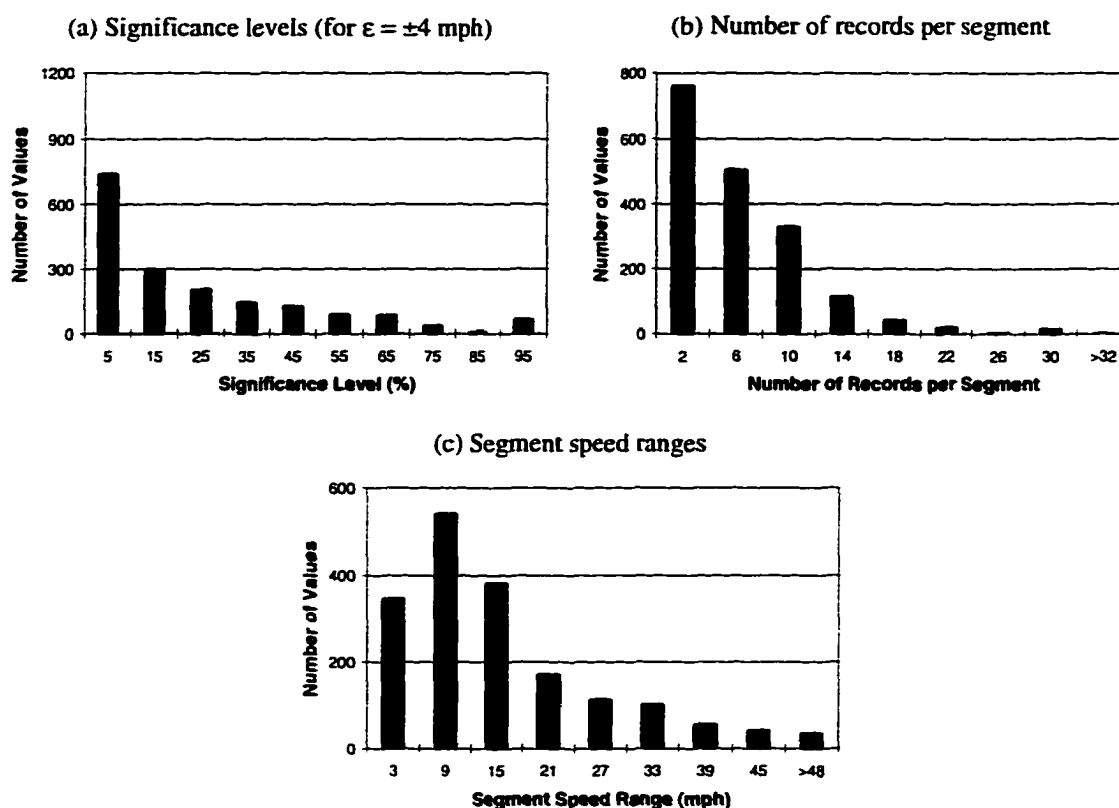 (a) Significance levels (for ε = ±4 mph)
1200
900
600
300
0
Number of Values
5 15 25 35 45 55 65 75 85 95
Significance Level (%)
(b) Number of records per segment
800
600
400
200
0
Number of Values
2 6 10 14 18 22 26 30 >32
Number of Records per Segment
(c) Segment speed ranges
600
400
200
0
Number of Values
3 9 15 21 27 33 39 45 >48
Segment Speed Range (mph)